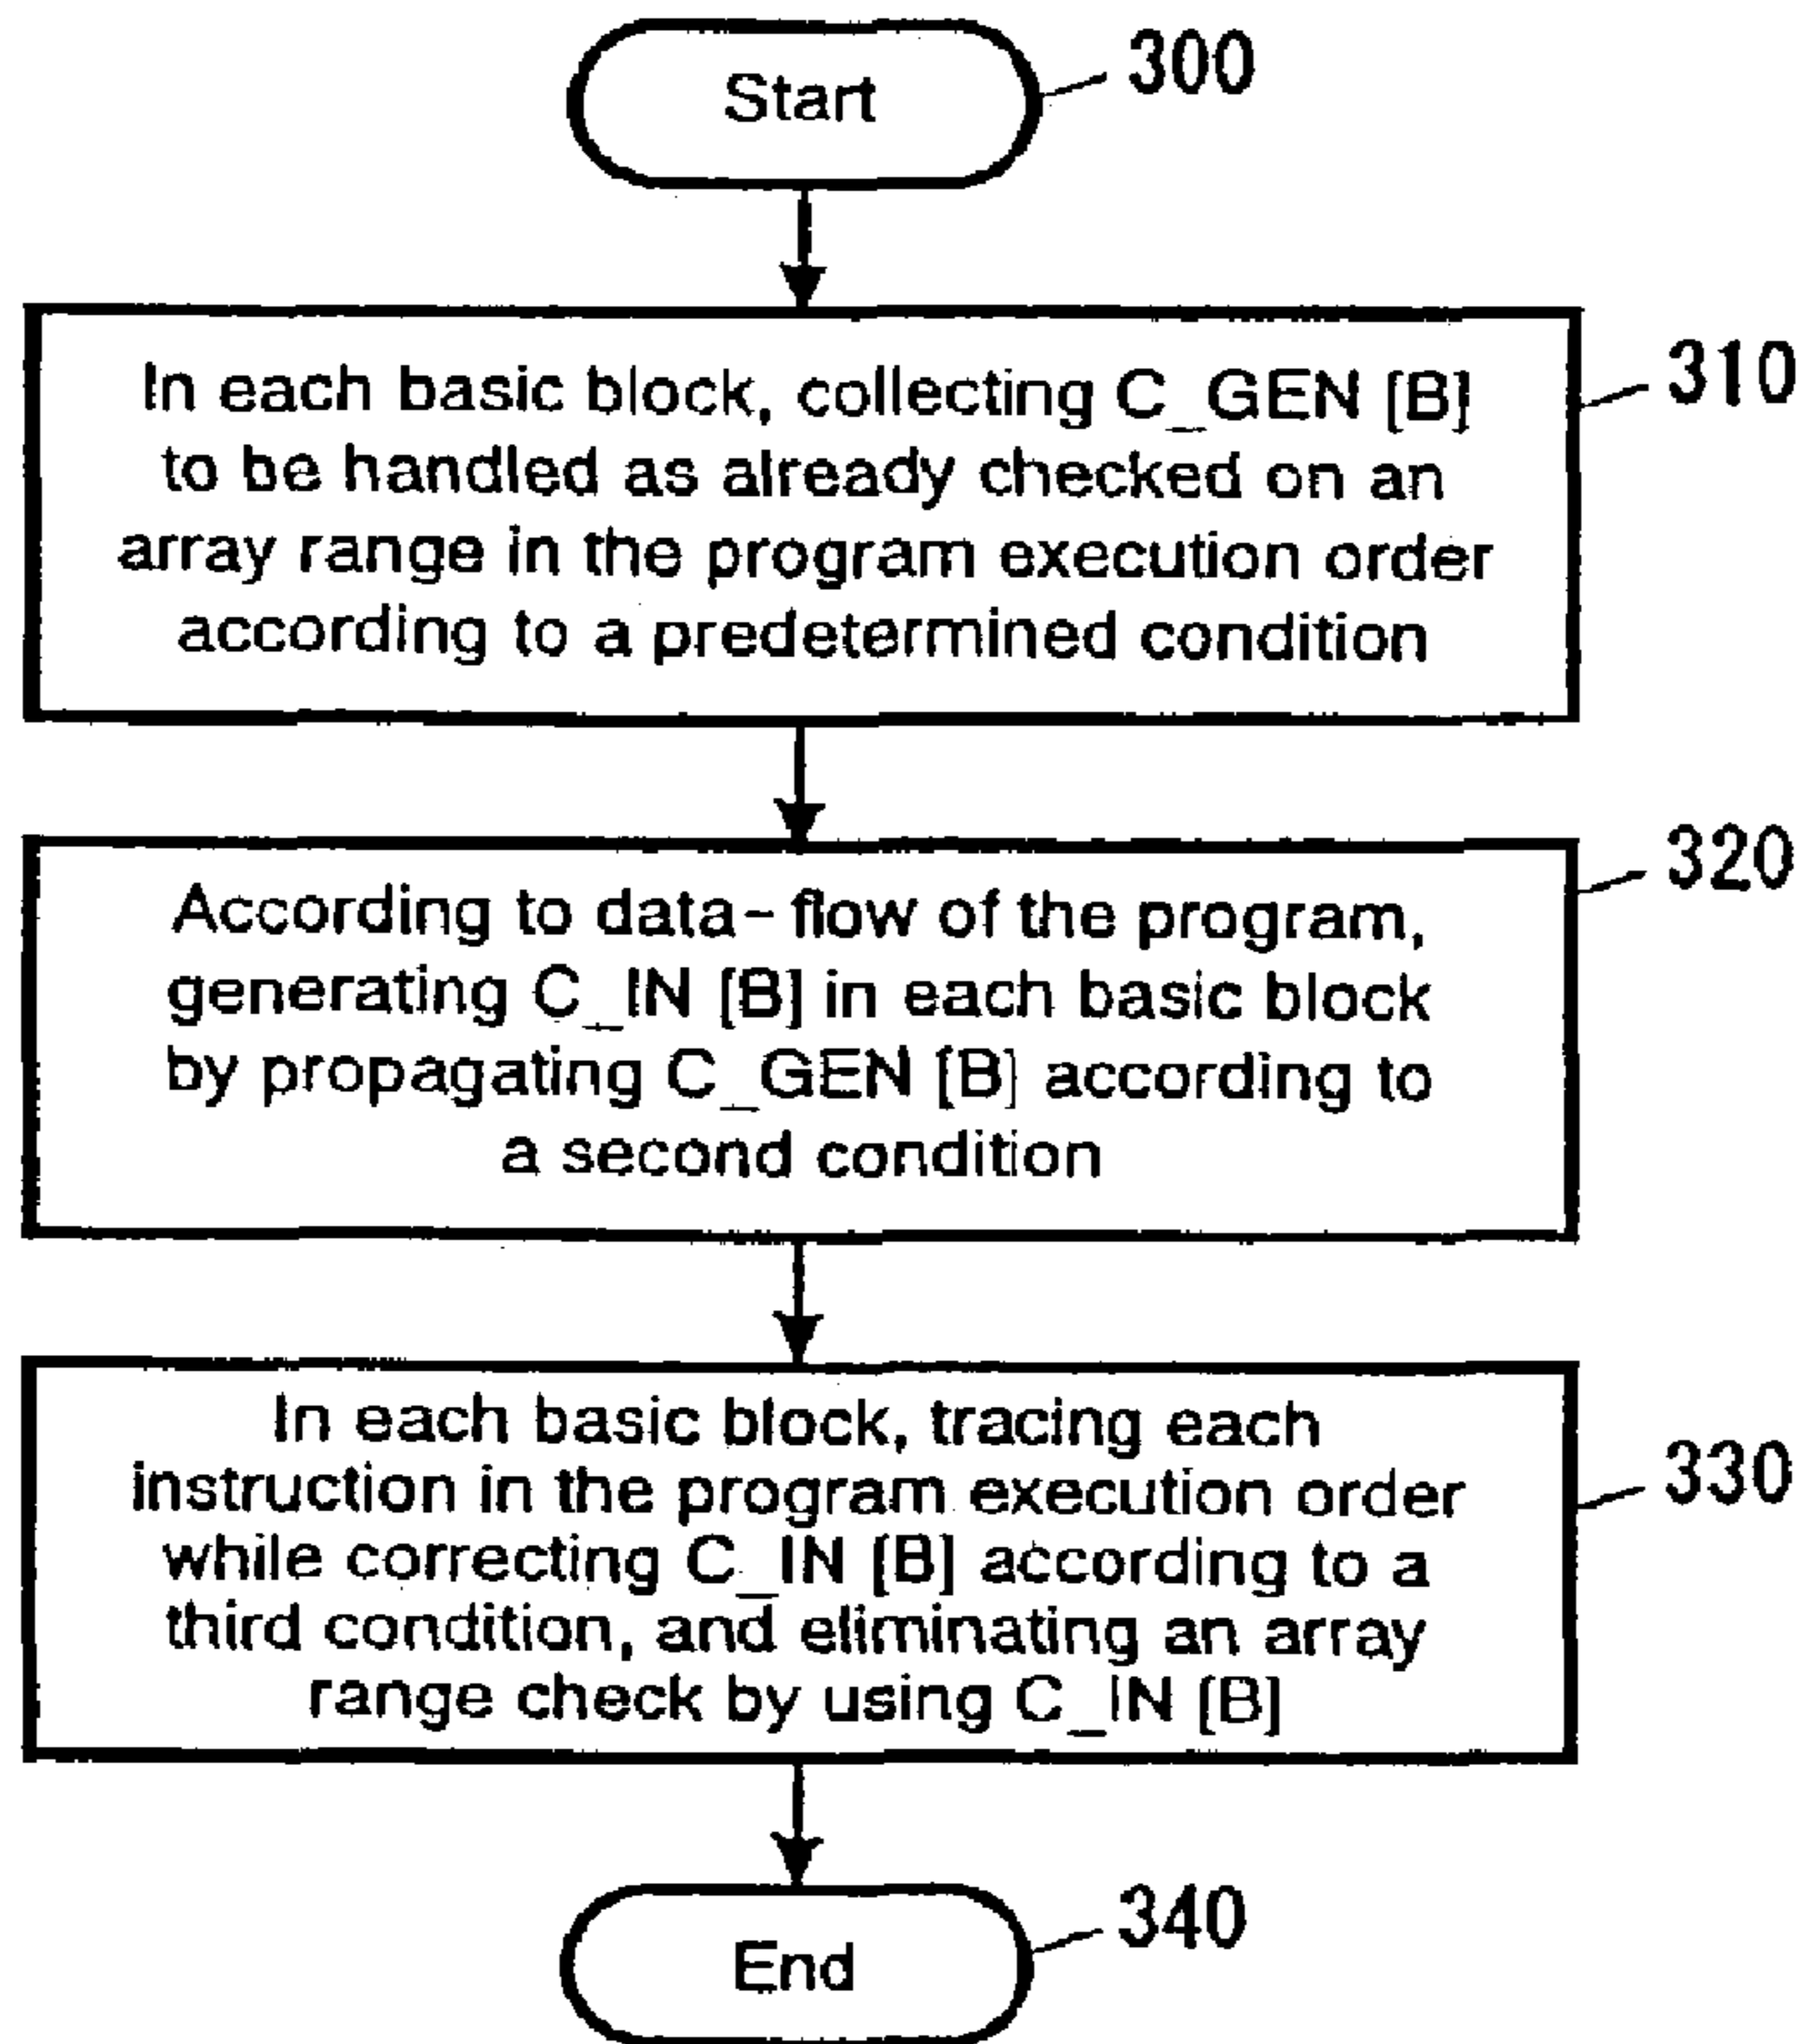 Start
300
In each basic block, collecting C_GEN [B]
to be handled as already checked on an
array range in the program execution order
according to a predetermined condition
310
According to data-flow of the program,
generating C_IN [B] in each basic block
by propagating C_GEN [B] according to
a second condition
320
In each basic block, tracing each
instruction in the program execution order
while correcting C_IN [B] according to a
third condition, and eliminating an array
range check by using C_IN [B]
330
End
340